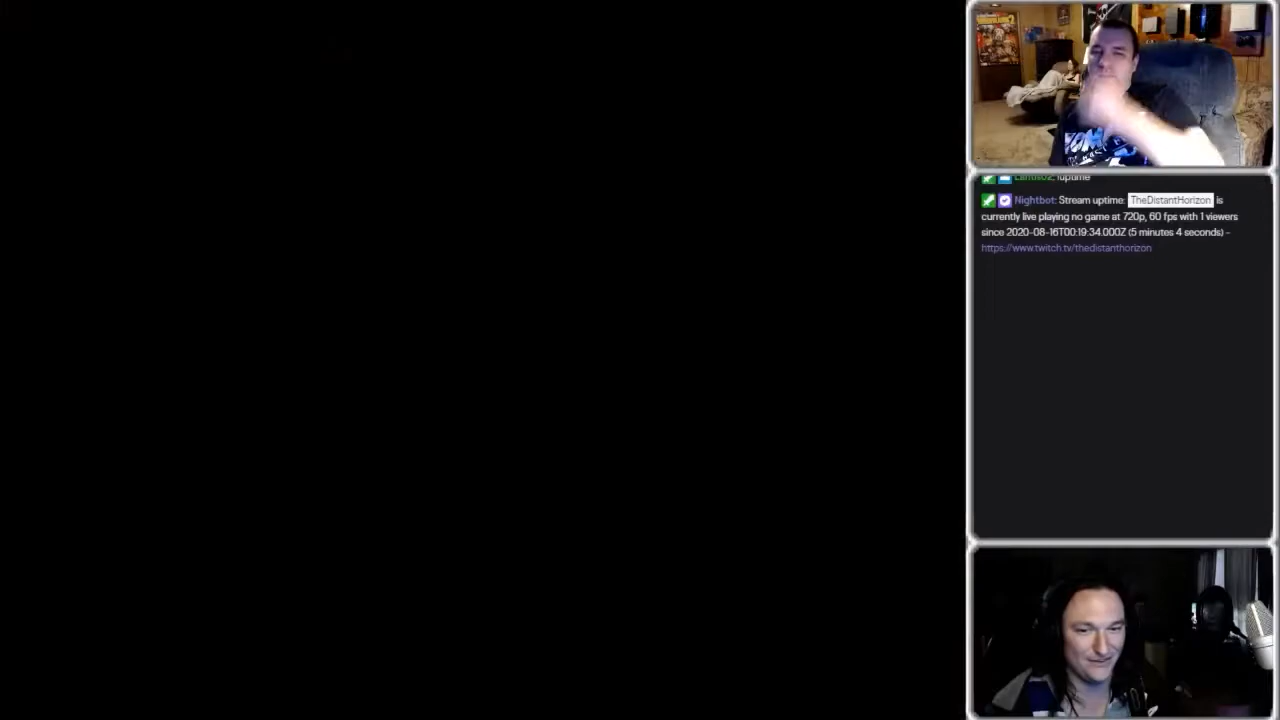 Lantis02: !uptime
Nightbot: Stream uptime: TheDistantHorizon is
currently live playing no game at 720p, 60 fps with 1 viewers
since 2020-08-16T00:19:34.000Z (5 minutes 4 seconds) -
https://www.twitch.tv/thedistanthorizon